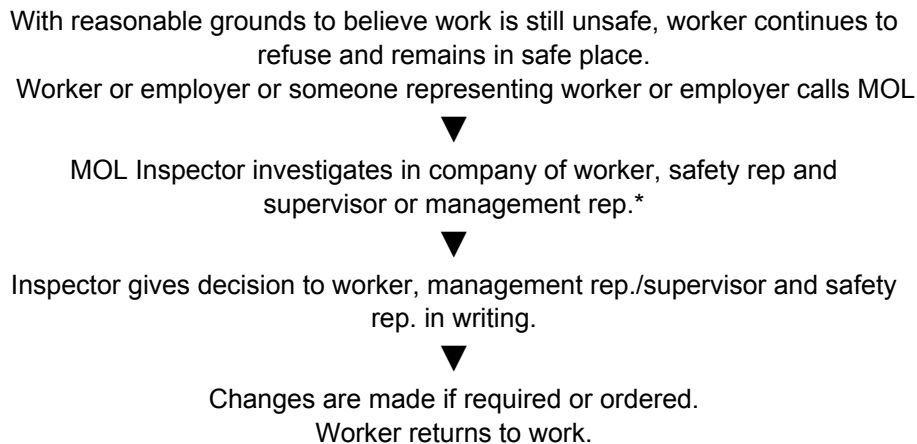 With reasonable grounds to believe work is still unsafe, worker continues to
refuse and remains in safe place.
Worker or employer or someone representing worker or employer calls MOL
▼
MOL Inspector investigates in company of worker, safety rep and
supervisor or management rep.*
▼
Inspector gives decision to worker, management rep./supervisor and safety
rep. in writing.
▼
Changes are made if required or ordered.
Worker returns to work.